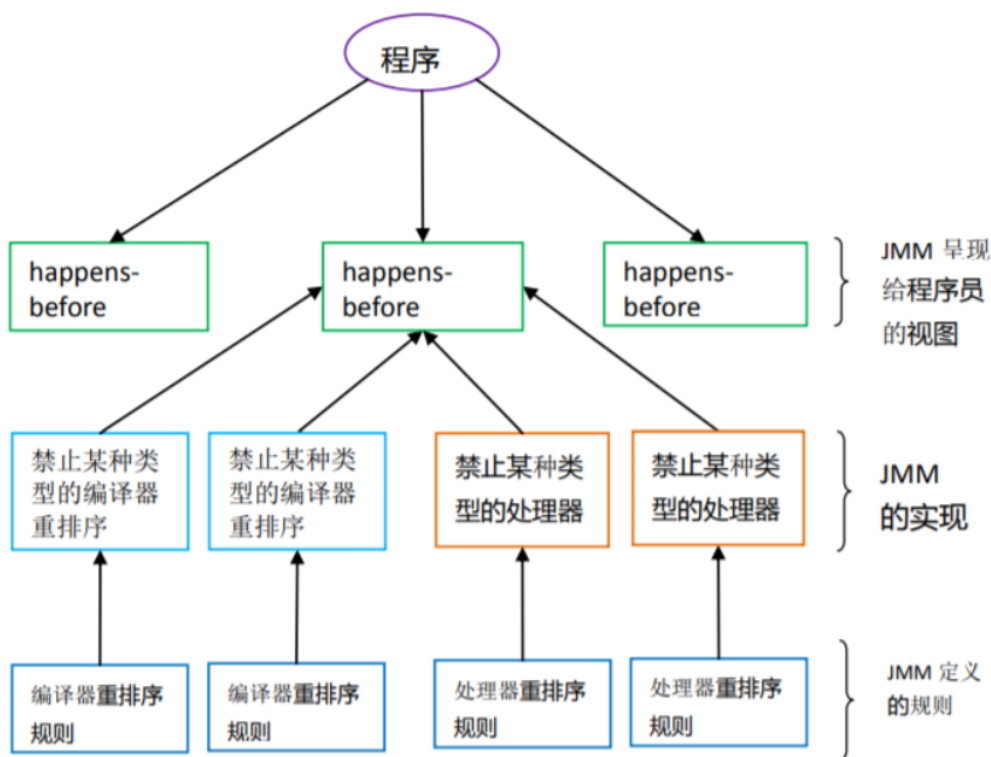 程序
happens-
before
happens-
before
happens-
before
JMM 呈现
给程序员
的视图
禁止某种类
型的编译器
重排序
禁止某种类
型的编译器
重排序
禁止某种类
型的处理器
禁止某种类
型的处理器
JMM
的实现
编译器重排序
规则
编译器重排序
规则
处理器重排序
规则
处理器重排序
规则
JMM 定义
的规则